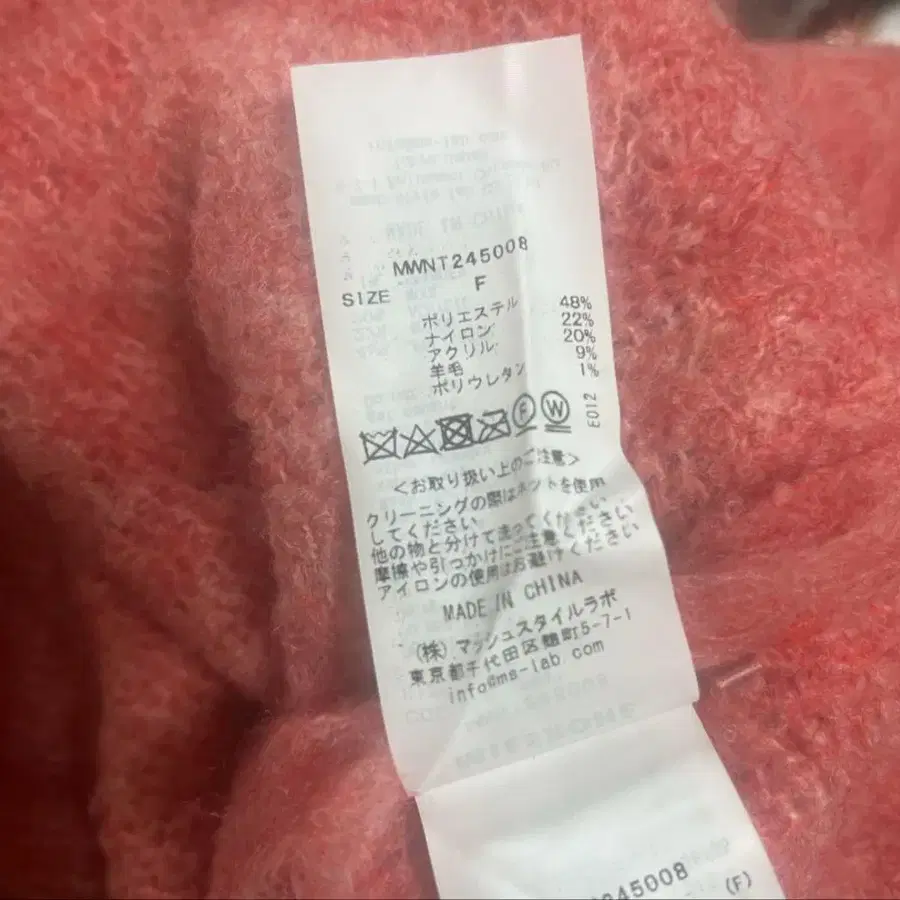 MWNT245008
SIZE F
ポリエステル 48%
ナイロン 22%
アクリル 20%
羊毛 9%
ポリウレタン 1%
F W E012
<お取り扱い上のご注意>
クリーニングの際はネットを使用
してください
他の物と分けて洗ってください
摩擦や引っかけにご注意ください
アイロンの使用はお避けください
MADE IN CHINA
(株)マッシュスタイルラボ
東京都千代田区麹町5-7-1
info@ms-lab.com
245008
(F)